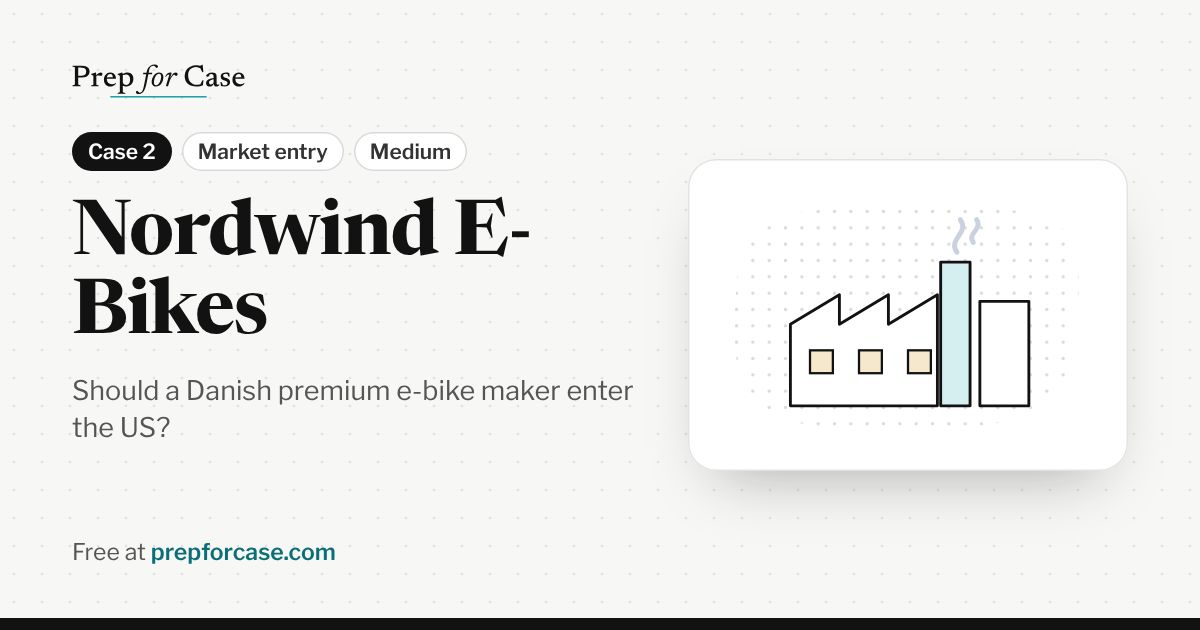 Prep for Case
Case 2 Market entry Medium
Nordwind E-
Bikes
Should a Danish premium e-bike maker enter
the US?
Free at prepforcase.com